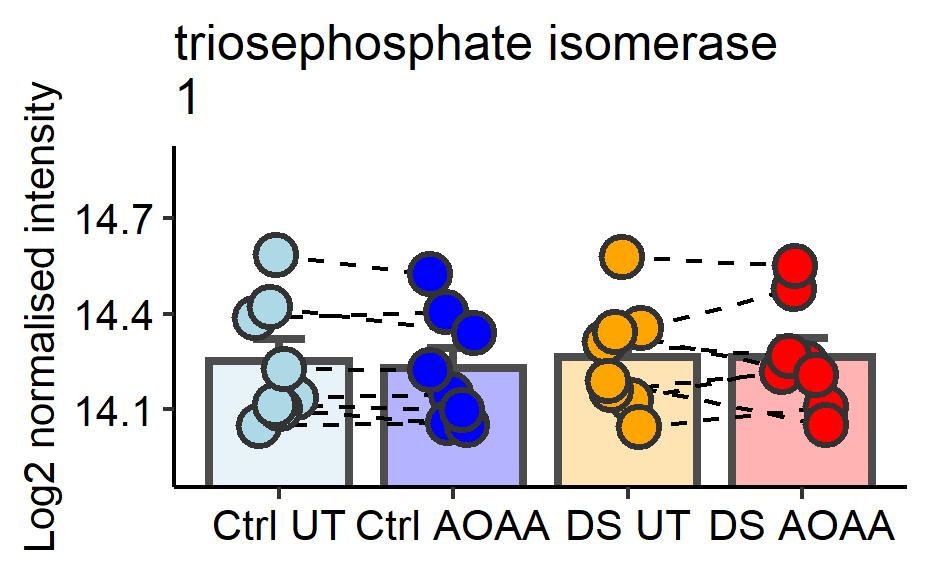 triosephosphate isomerase
1
Log2 normalised intensity
14.7
14.4
14.1
Ctrl UT Ctrl AOAA DS UT DS AOAA